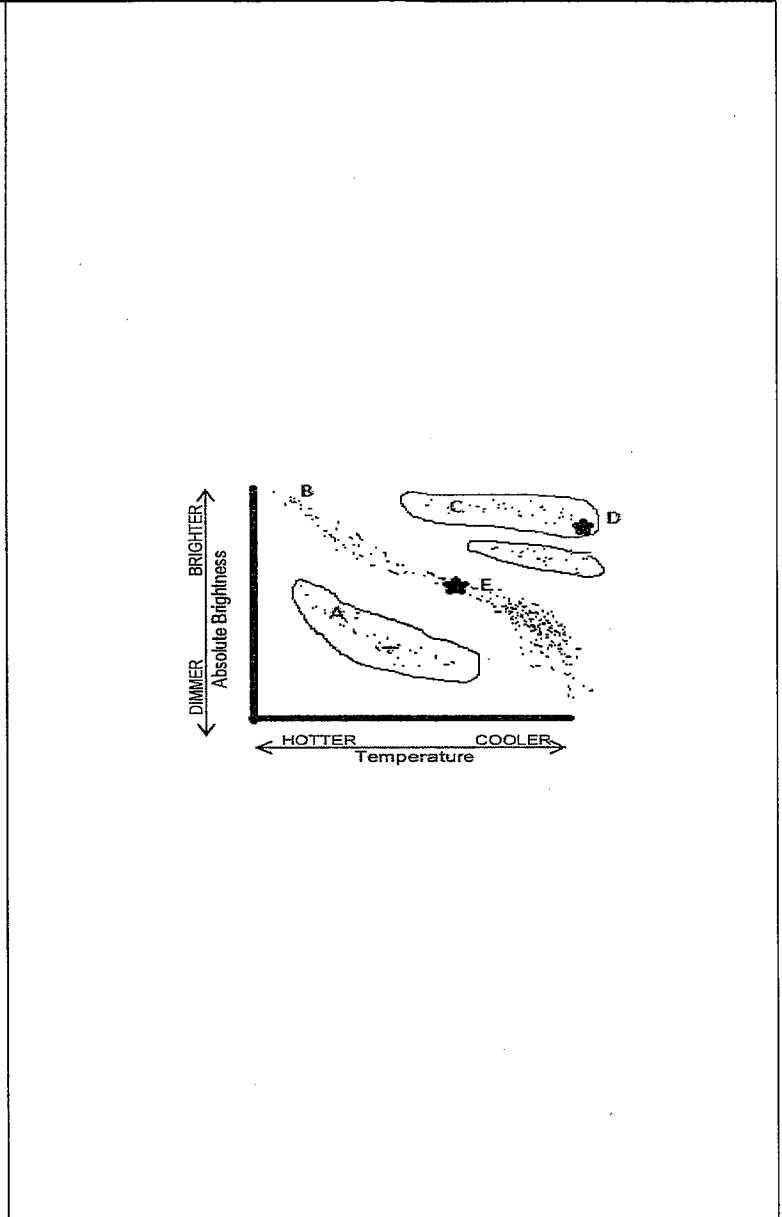 BRIGHTER
Absolute Brightness
DIMMER
B
C
D
E
A
HOTTER
COOLER
Temperature